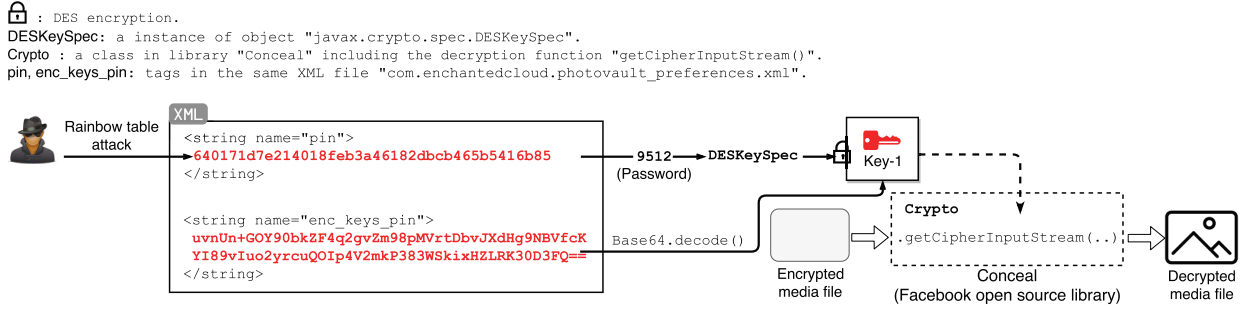 : DES encryption.
DESKeySpec: a instance of object "javax.crypto.spec.DESKeySpec".
Crypto : a class in library "Conceal" including the decryption function "getCipherInputStream()".
pin, enc_keys_pin: tags in the same XML file "com.enchantedcloud.photovault_preferences.xml".
XML
Rainbow table
attack
<string name="pin">
640171d7e214018feb3a46182dbcb465b5416b85
</string>
9512
(Password)
DESKeySpec
Key-1
<string name="enc_keys_pin">
uvnUn+GOY90bkZF4q2gvZm98pMVrtDbvJXdHg9NBVfcK
YI89vIuo2yrcuQOIp4V2mkP383WSkixHZLRK30D3FQ==
</string>
Base64.decode()
Encrypted
media file
Crypto
.getCipherInputStream(..)
Conceal
(Facebook open source library)
Decrypted
media file